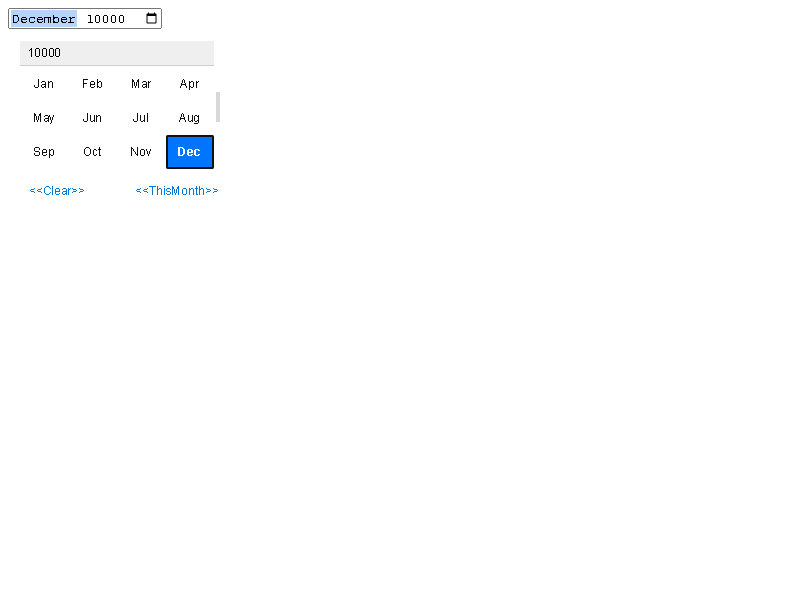 December 10000
10000
Jan Feb Mar Apr
May Jun Jul Aug
Sep Oct Nov Dec
<<Clear>> <<ThisMonth>>